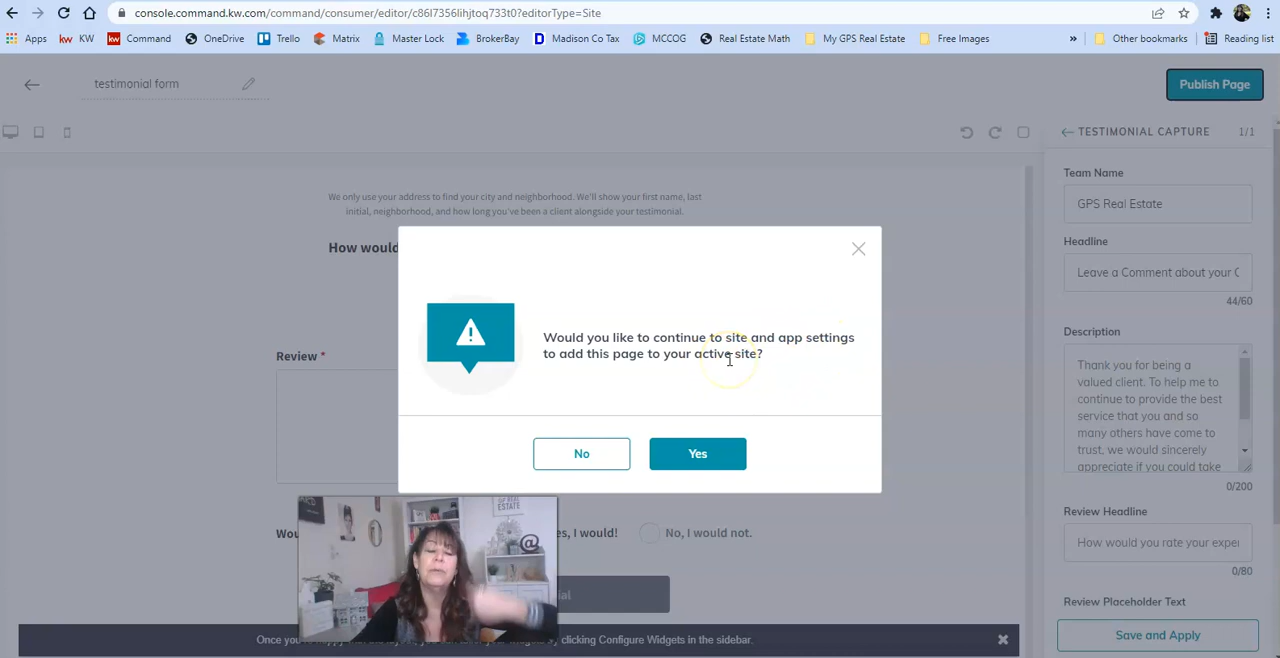 console.command.kw.com/command/consumer/editor/c86l7356lihjtoq733t0?editorType=Site
Apps kw KW kw Command OneDrive Trello Matrix Master Lock BrokerBay D Madison Co Tax MCCOG Real Estate Math My GPS Real Estate Free Images » Other bookmarks Reading list
testimonial form
Publish Page
TESTIMONIAL CAPTURE 1/1
Team Name
GPS Real Estate
Headline
Leave a Comment about your
44/60
Description
Thank you for being a
valued client. To help me to
continue to provide the best
service that you and so
many others have come to
trust, we would sincerely
appreciate if you could take
0/200
Review Headline
How would you rate your
0/80
Review Placeholder Text
Save and Apply
We only use your address to find your city and neighborhood. We'll show your first name, last
initial, neighborhood, and how long you've been a client alongside your testimonial.
How would
Review *
Would you like to continue to site and app settings
to add this page to your active site?
No Yes
I would! No, I would not.
ESTATE
@
Once clicking Configure Widgets in the sidebar.